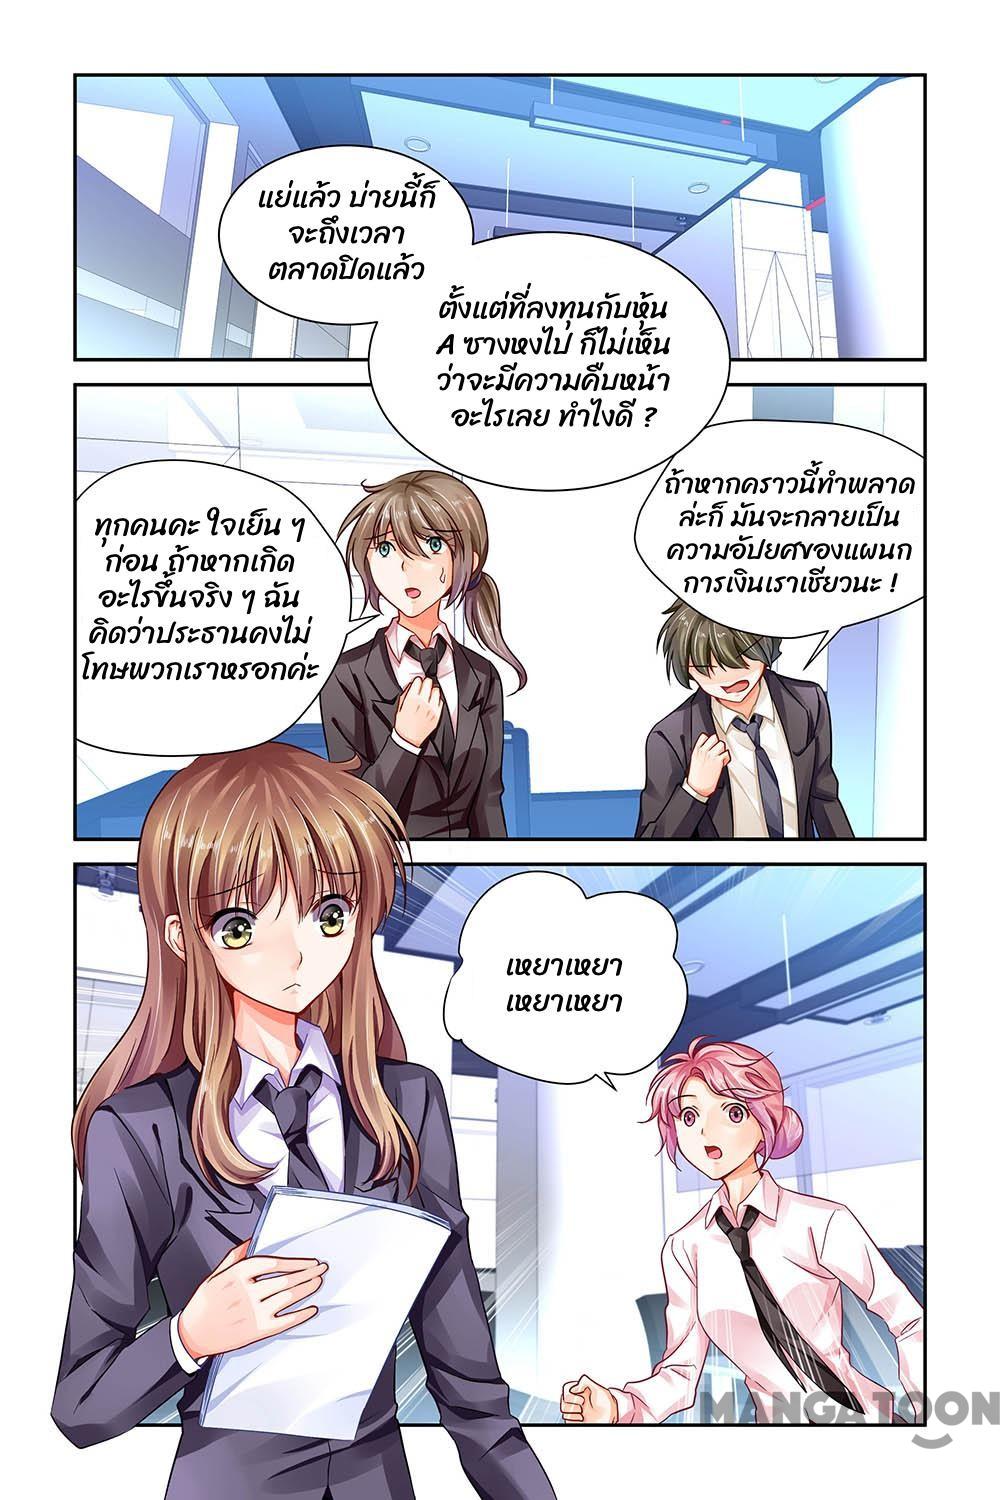 แย่แล้ว บ่ายนี้ก็
จะถึงเวลา
ตลาดปิดแล้ว
ตั้งแต่ที่ลงทุนกับหุ้น
A ซางหงไป ก็ไม่เห็น
ว่าจะมีความคืบหน้า
อะไรเลย ทำไงดี ?
ถ้าหากคราวนี้ทำพลาด
ล่ะก็ มันจะกลายเป็น
ความอัปยศของแผนก
การเงินเราเชียวนะ !
ทุกคนคะ ใจเย็น ๆ
ก่อน ถ้าหากเกิด
อะไรขึ้นจริง ๆ ฉัน
คิดว่าประธานคงไม่
โทษพวกเราหรอกค่ะ
เหยาเหยา
เหยาเหยา
MANGATOON